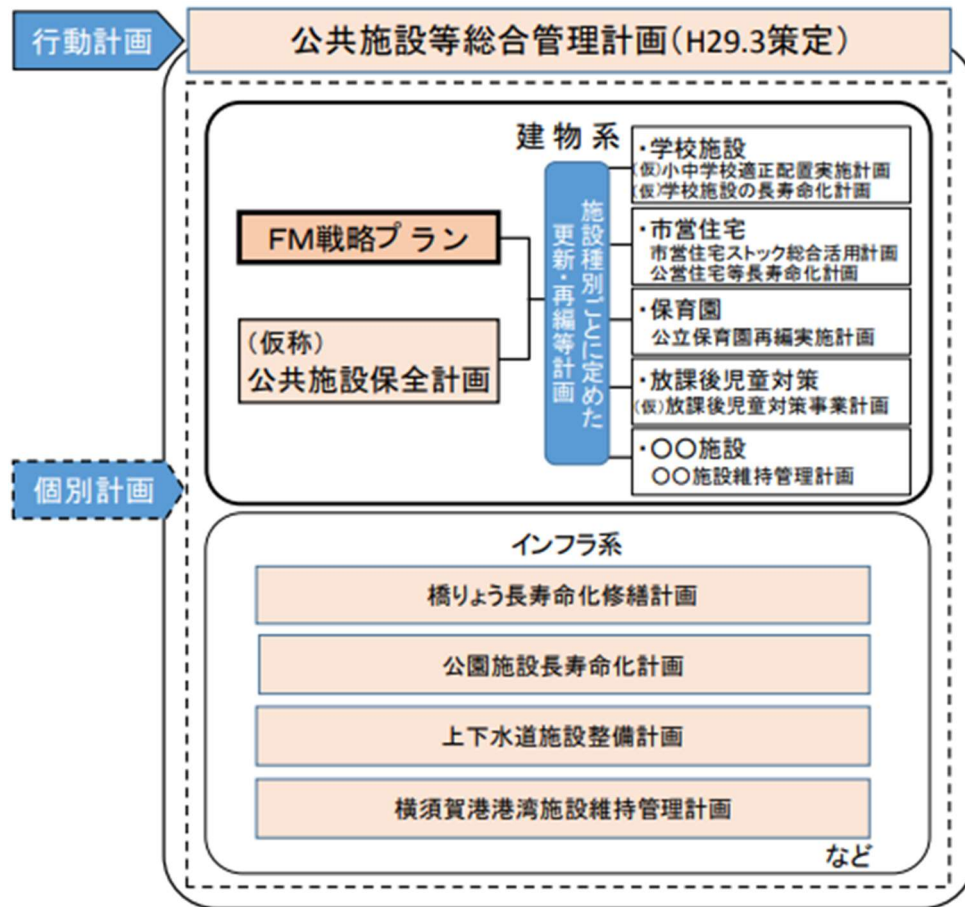 行動計画
公共施設等総合管理計画(H29.3策定)
建物系
FM戦略プラン
(仮称)
公共施設保全計画
施設種別ごとに定めた
更新・再編等計画
・学校施設
(仮)小中学校適正配置実施計画
(仮)学校施設の長寿命化計画
・市営住宅
市営住宅ストック総合活用計画
公営住宅等長寿命化計画
・保育園
公立保育園再編実施計画
・放課後児童対策
(仮)放課後児童対策事業計画
・〇〇施設
〇〇施設維持管理計画
個別計画
インフラ系
橋りょう長寿命化修繕計画
公園施設長寿命化計画
上下水道施設整備計画
横須賀港港湾施設維持管理計画
など